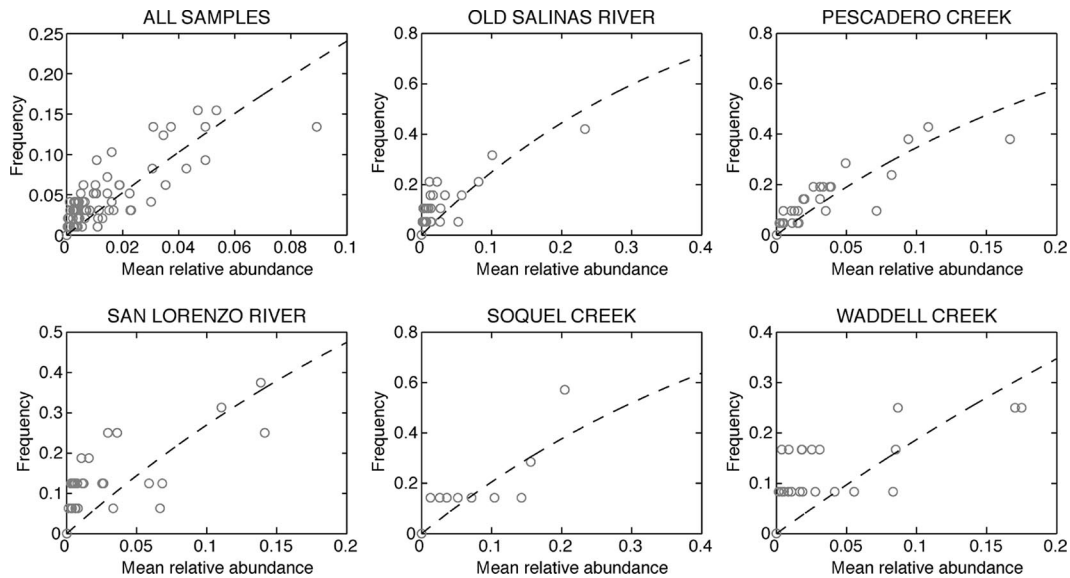 ALL SAMPLES
0.25
0.20
0.15
0.10
0.05
0
0 0.02 0.04 0.06 0.08 0.1
Frequency
Mean relative abundance
OLD SALINAS RIVER
0.8
0.6
0.4
0.2
0
0 0.1 0.2 0.3 0.4
Frequency
Mean relative abundance
PESCADERO CREEK
0.8
0.6
0.4
0.2
0
0 0.05 0.1 0.15 0.2
Frequency
Mean relative abundance
SAN LORENZO RIVER
0.5
0.4
0.3
0.2
0.1
0
0 0.05 0.1 0.15 0.2
Frequency
Mean relative abundance
SOQUEL CREEK
0.8
0.6
0.4
0.2
0
0 0.1 0.2 0.3 0.4
Frequency
Mean relative abundance
WADDELL CREEK
0.4
0.3
0.2
0.1
0
0 0.05 0.1 0.15 0.2
Frequency
Mean relative abundance